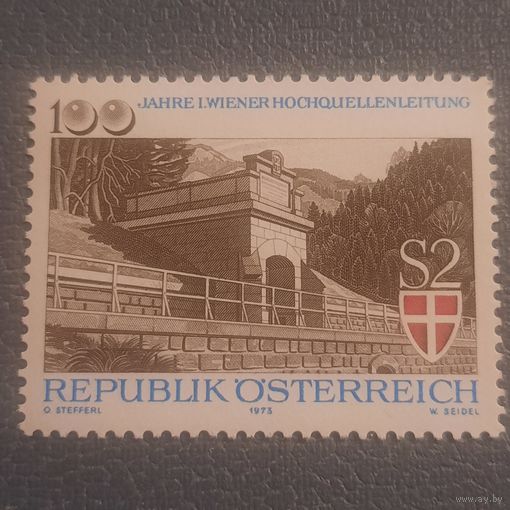 100 JAHRE I. WIENER HOCHQUELLENLEITUNG
S2
REPUBLIK ÖSTERREICH
O. STEFFERL 1973 W. SEIDEL
www.ay.by